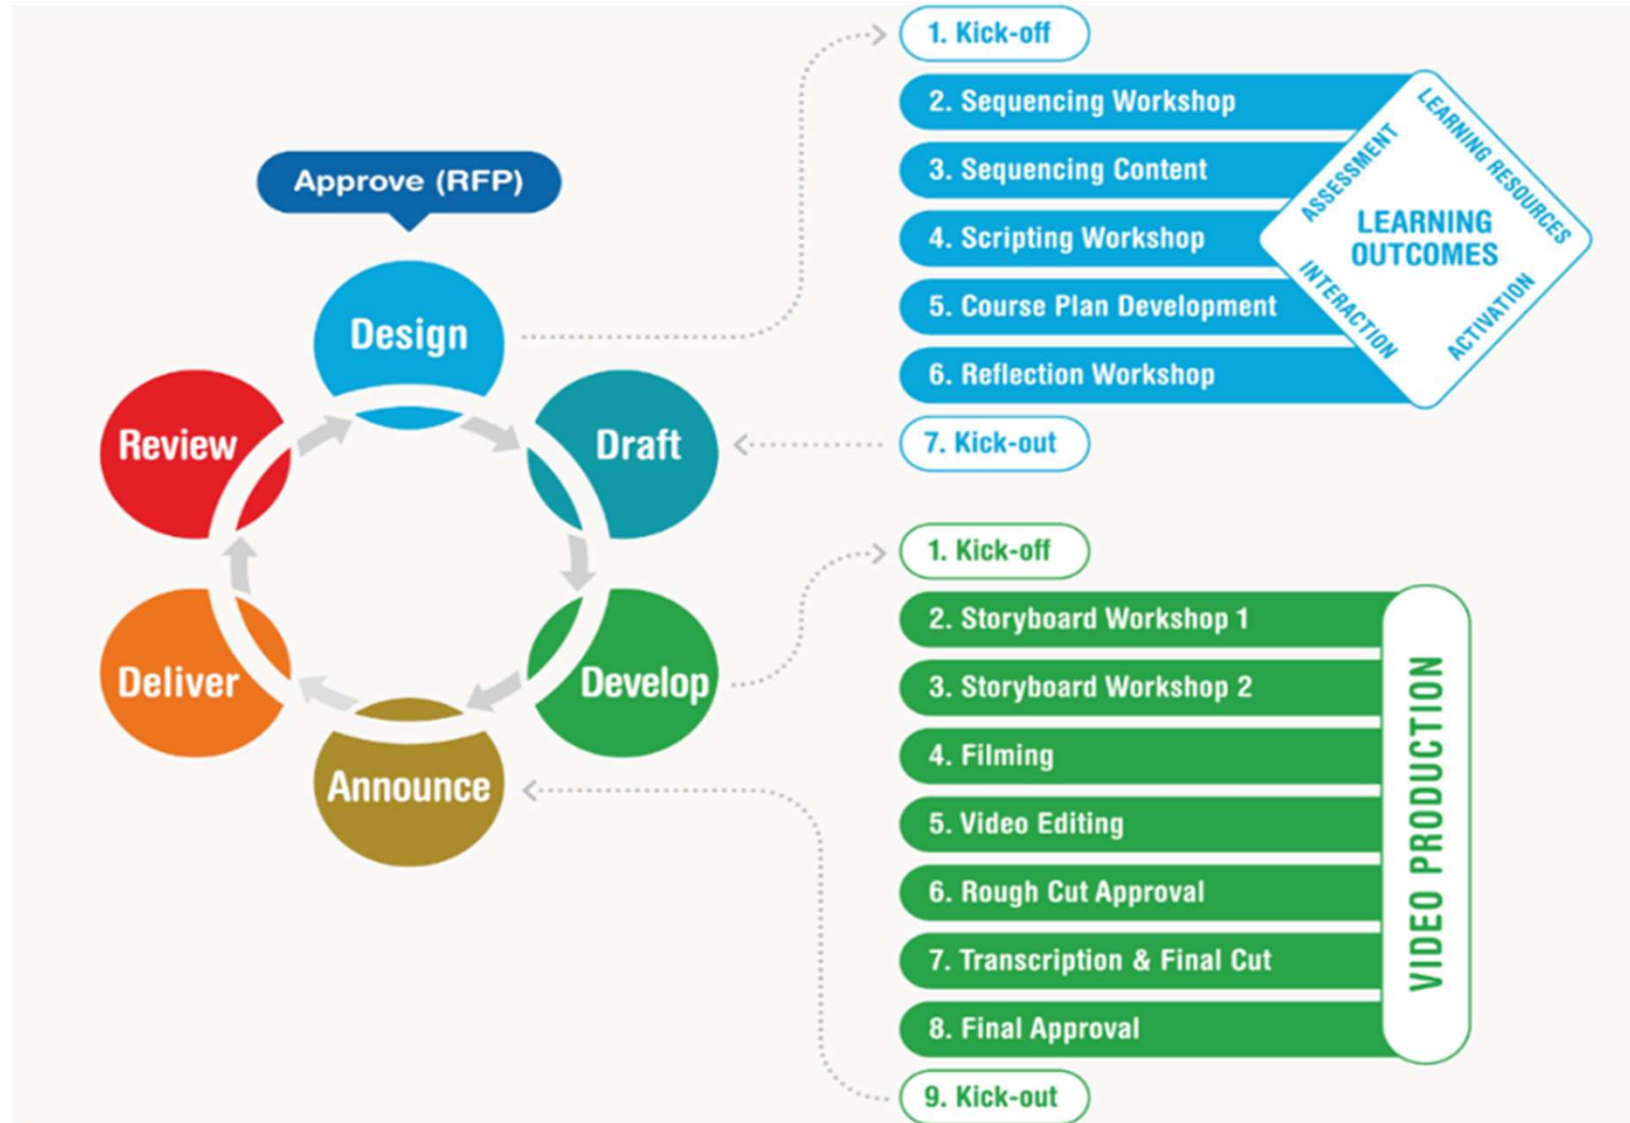 Approve (RFP)
Design
Draft
Develop
Announce
Deliver
Review
1. Kick-off
2. Sequencing Workshop
3. Sequencing Content
4. Scripting Workshop
5. Course Plan Development
6. Reflection Workshop
7. Kick-out
ASSESSMENT
LEARNING RESOURCES
LEARNING
OUTCOMES
INTERACTION
ACTIVATION
1. Kick-off
2. Storyboard Workshop 1
3. Storyboard Workshop 2
4. Filming
5. Video Editing
6. Rough Cut Approval
7. Transcription & Final Cut
8. Final Approval
9. Kick-out
VIDEO PRODUCTION